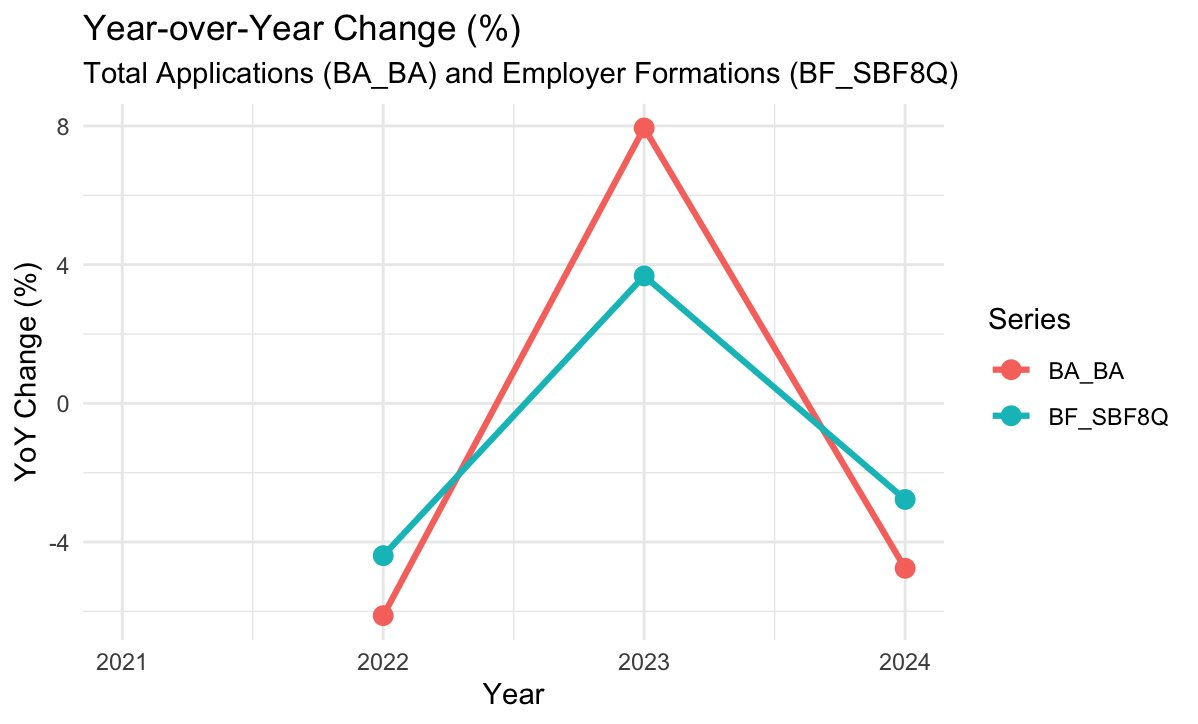 Year-over-Year Change (%)
Total Applications (BA_BA) and Employer Formations (BF_SBF8Q)
YoY Change (%)
8
4
0
-4
2021 2022 2023 2024
Year
Series
BA_BA
BF_SBF8Q